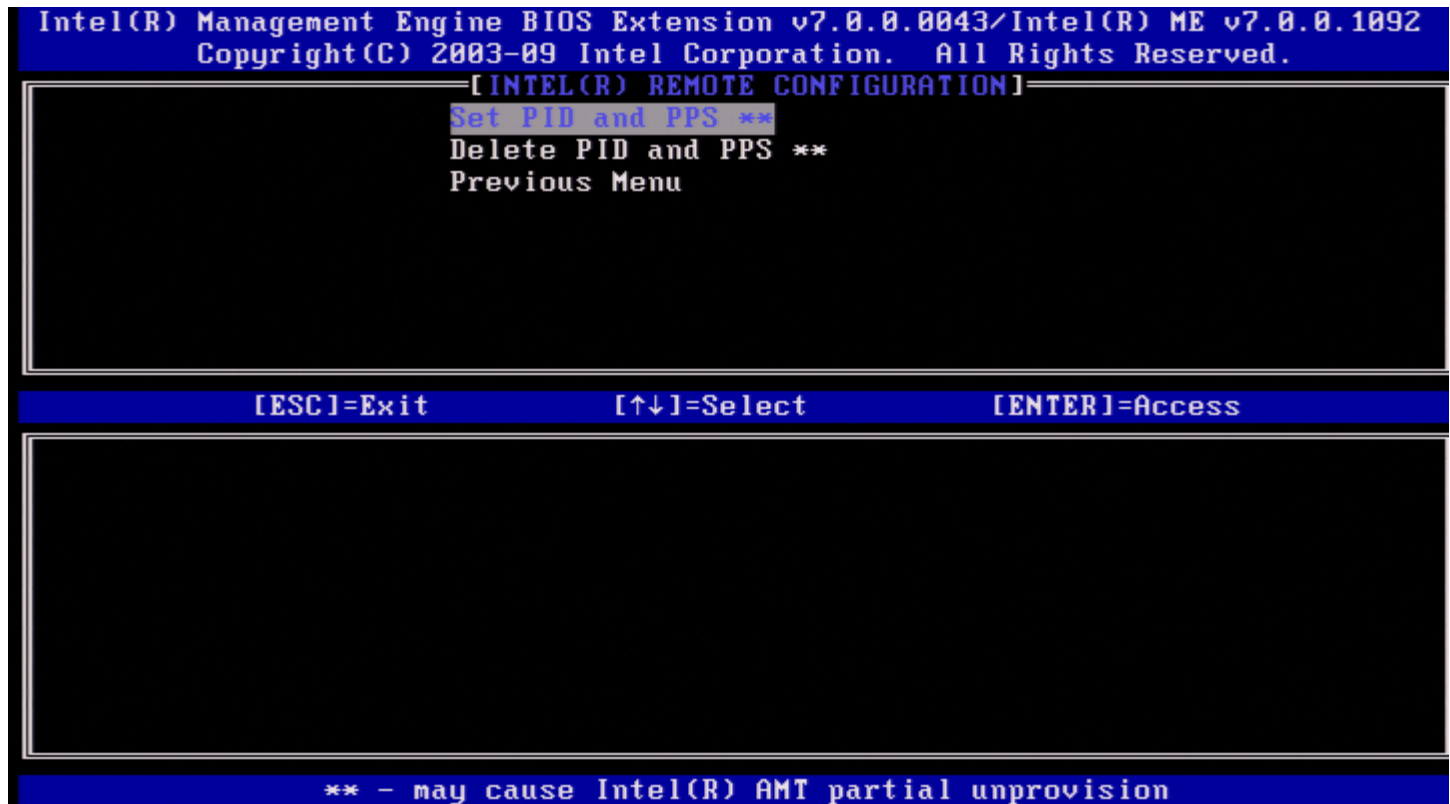 Intel(R) Management Engine BIOS Extension v7.0.0.0043/Intel(R) ME v7.0.0.1092
Copyright(C) 2003-09 Intel Corporation. All Rights Reserved.
[INTEL(R) REMOTE CONFIGURATION]
Set PID and PPS **
Delete PID and PPS **
Previous Menu
[ESC]=Exit [↑↓]=Select [ENTER]=Access
** - may cause Intel(R) AMT partial unprovision